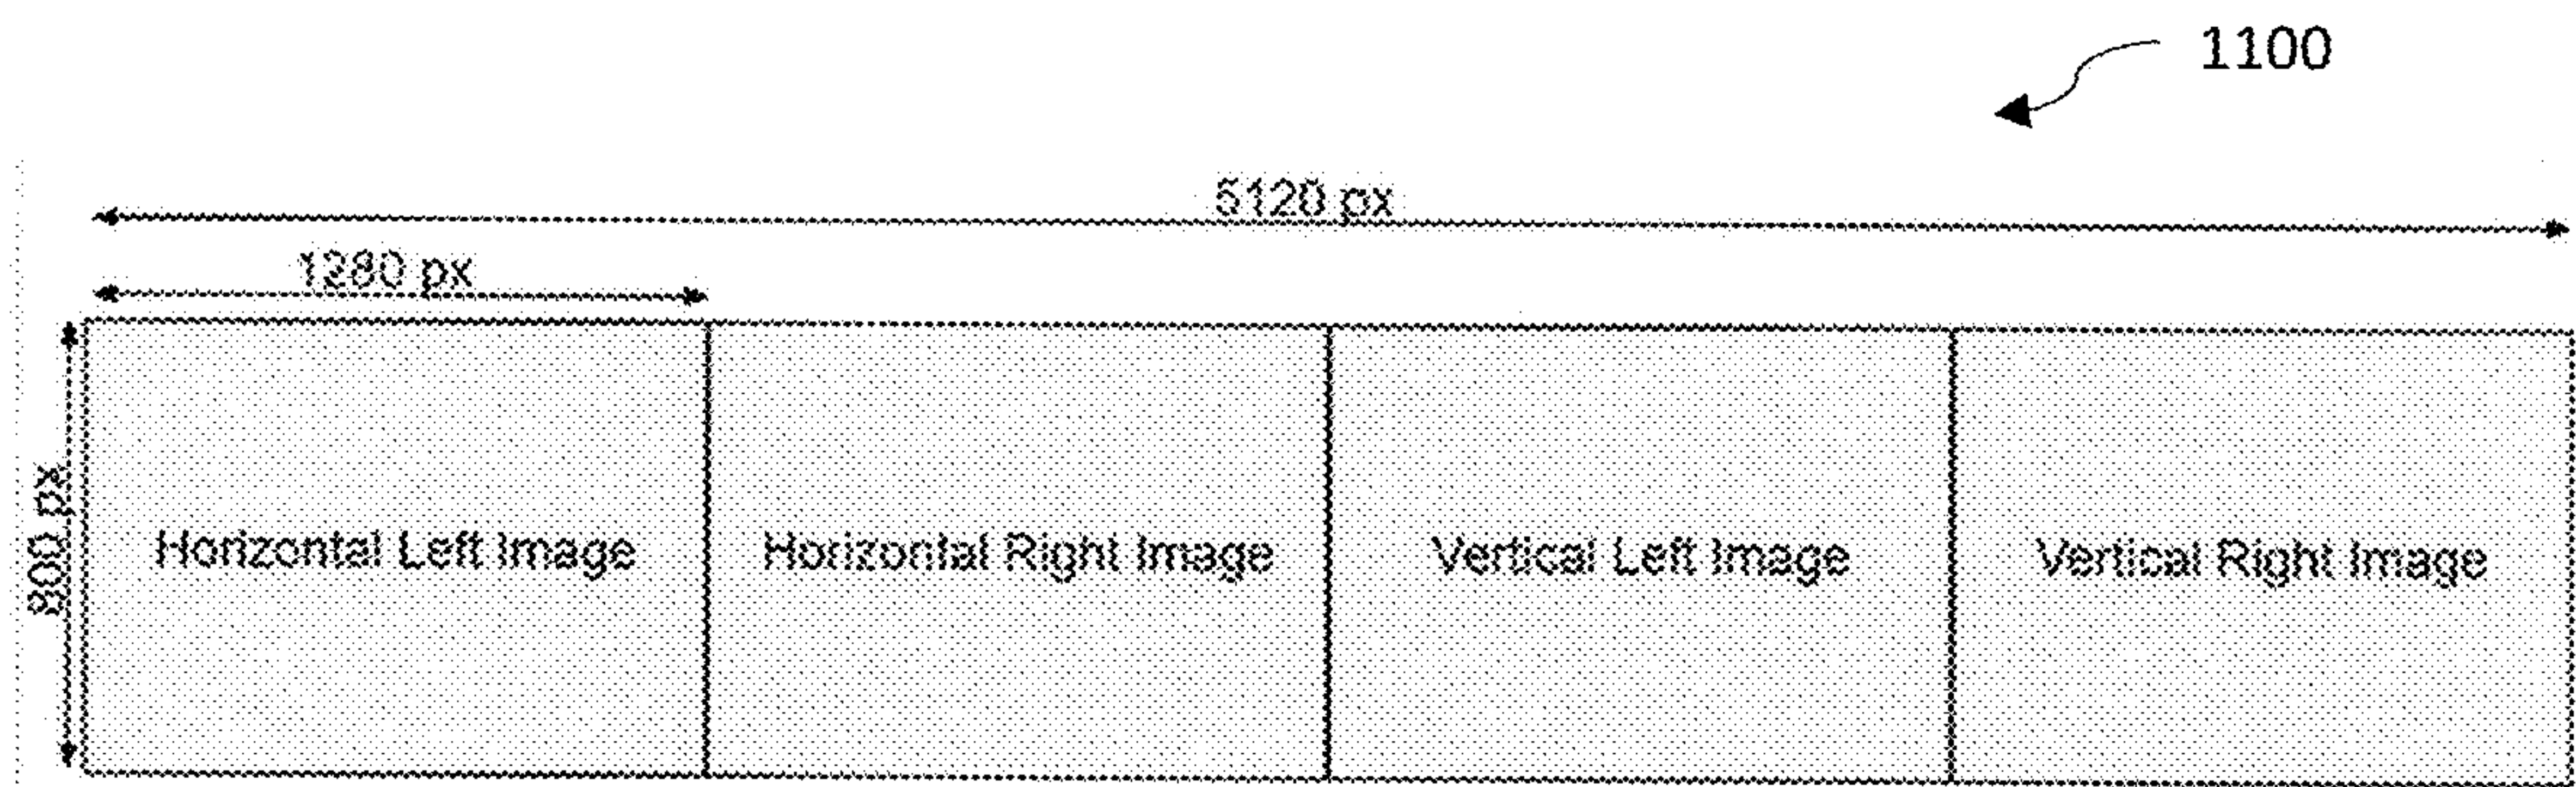 1100
5120 px
1280 px
800 px
Horizontal Left Image
Horizontal Right Image
Vertical Left Image
Vertical Right Image